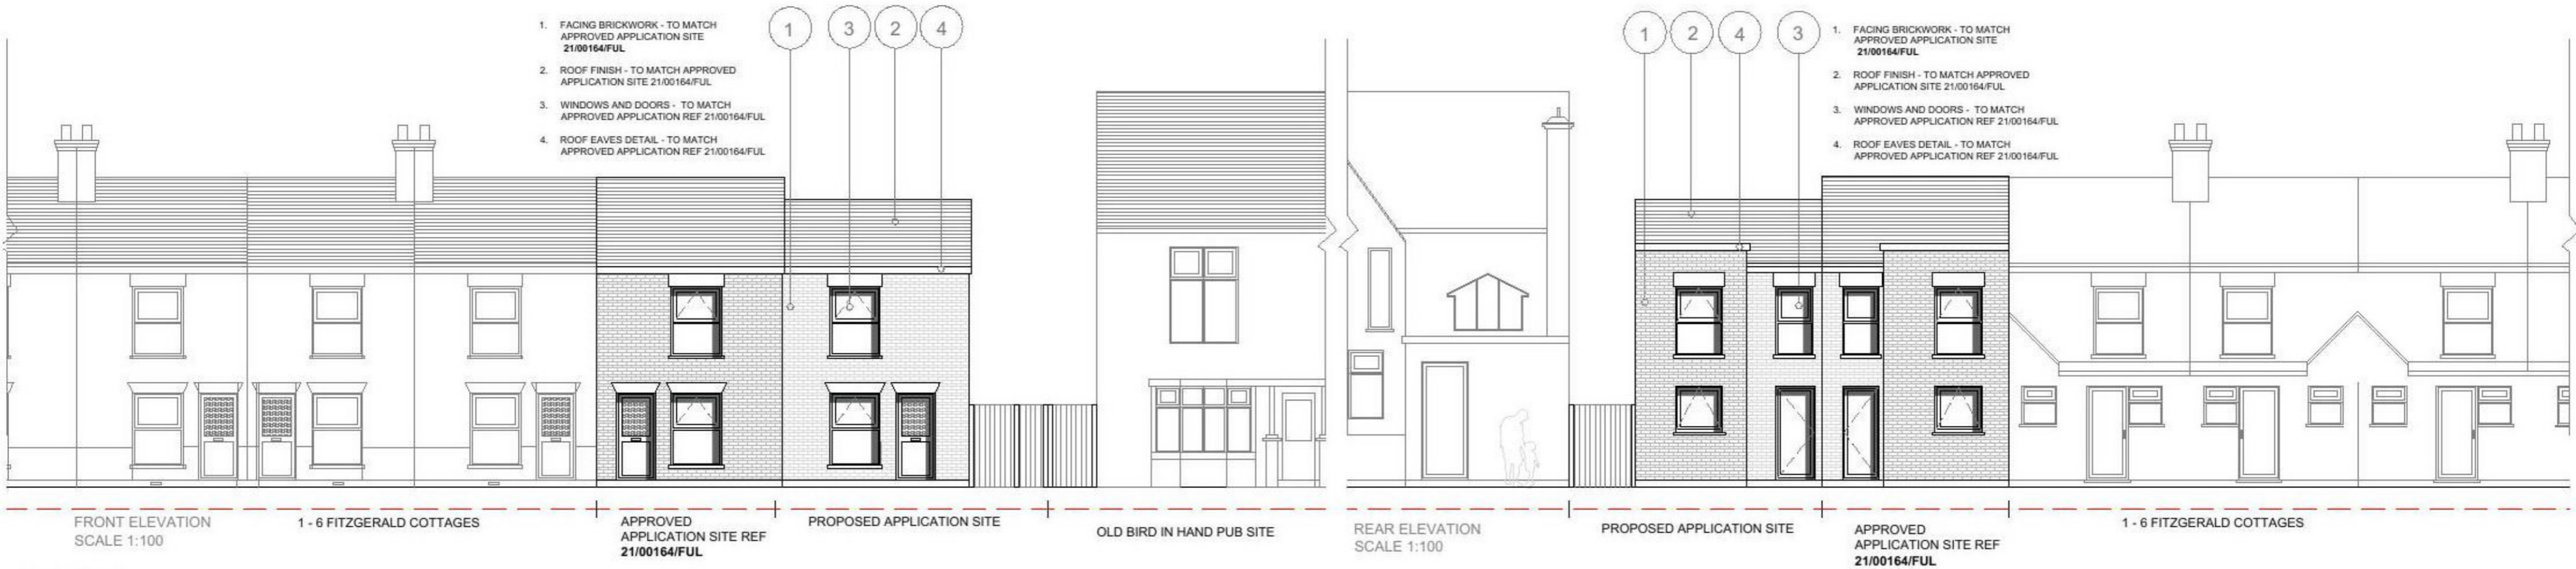 1. FACING BRICKWORK - TO MATCH
APPROVED APPLICATION SITE
21/00164/FUL
2. ROOF FINISH - TO MATCH APPROVED
APPLICATION SITE 21/00164/FUL
3. WINDOWS AND DOORS - TO MATCH
APPROVED APPLICATION REF 21/00164/FUL
4. ROOF EAVES DETAIL - TO MATCH
APPROVED APPLICATION REF 21/00164/FUL
1 3 2 4
1 2 4 3
1. FACING BRICKWORK - TO MATCH
APPROVED APPLICATION SITE
21/00164/FUL
2. ROOF FINISH - TO MATCH APPROVED
APPLICATION SITE 21/00164/FUL
3. WINDOWS AND DOORS - TO MATCH
APPROVED APPLICATION REF 21/00164/FUL
4. ROOF EAVES DETAIL - TO MATCH
APPROVED APPLICATION REF 21/00164/FUL
FRONT ELEVATION
SCALE 1:100
1 - 6 FITZGERALD COTTAGES
APPROVED
APPLICATION SITE REF
21/00164/FUL
PROPOSED APPLICATION SITE
OLD BIRD IN HAND PUB SITE
REAR ELEVATION
SCALE 1:100
PROPOSED APPLICATION SITE
APPROVED
APPLICATION SITE REF
21/00164/FUL
1 - 6 FITZGERALD COTTAGES